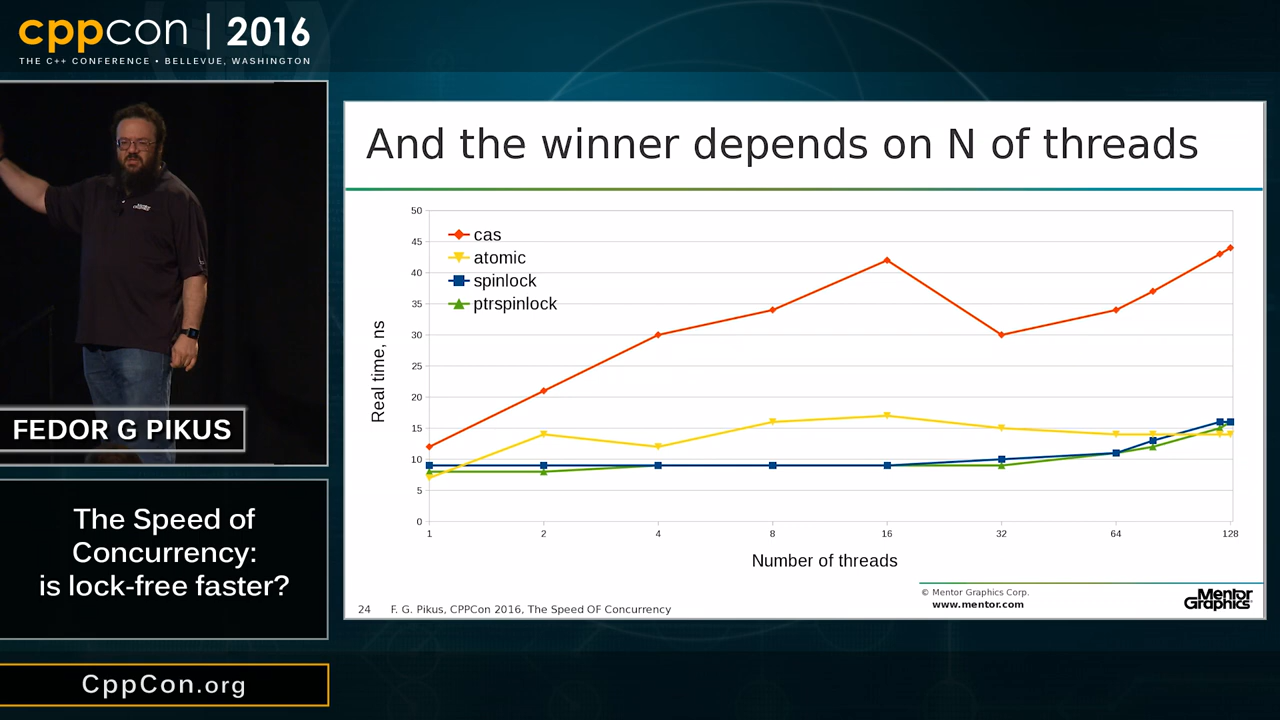 cppcon | 2016
THE C++ CONFERENCE • BELLEVUE, WASHINGTON
FEDOR G PIKUS
The Speed of
Concurrency:
is lock-free faster?
CppCon.org
And the winner depends on N of threads
50
45
40
35
30
25
20
15
10
5
0
cas
atomic
spinlock
ptrspinlock
Real time, ns
1 2 4 8 16 32 64 128
Number of threads
24 F. G. Pikus, CPPCon 2016, The Speed OF Concurrency
© Mentor Graphics Corp.
www.mentor.com
Mentor
Graphics